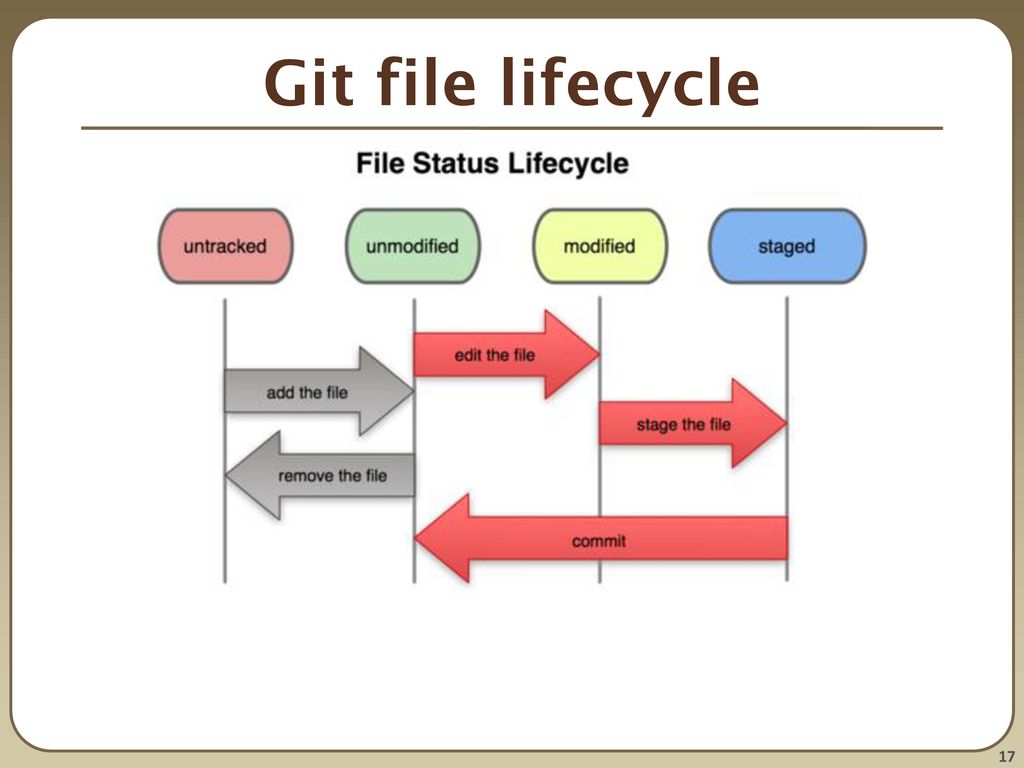 Git file lifecycle
File Status Lifecycle
untracked
unmodified
modified
staged
edit the file
add the file
stage the file
remove the file
commit
17